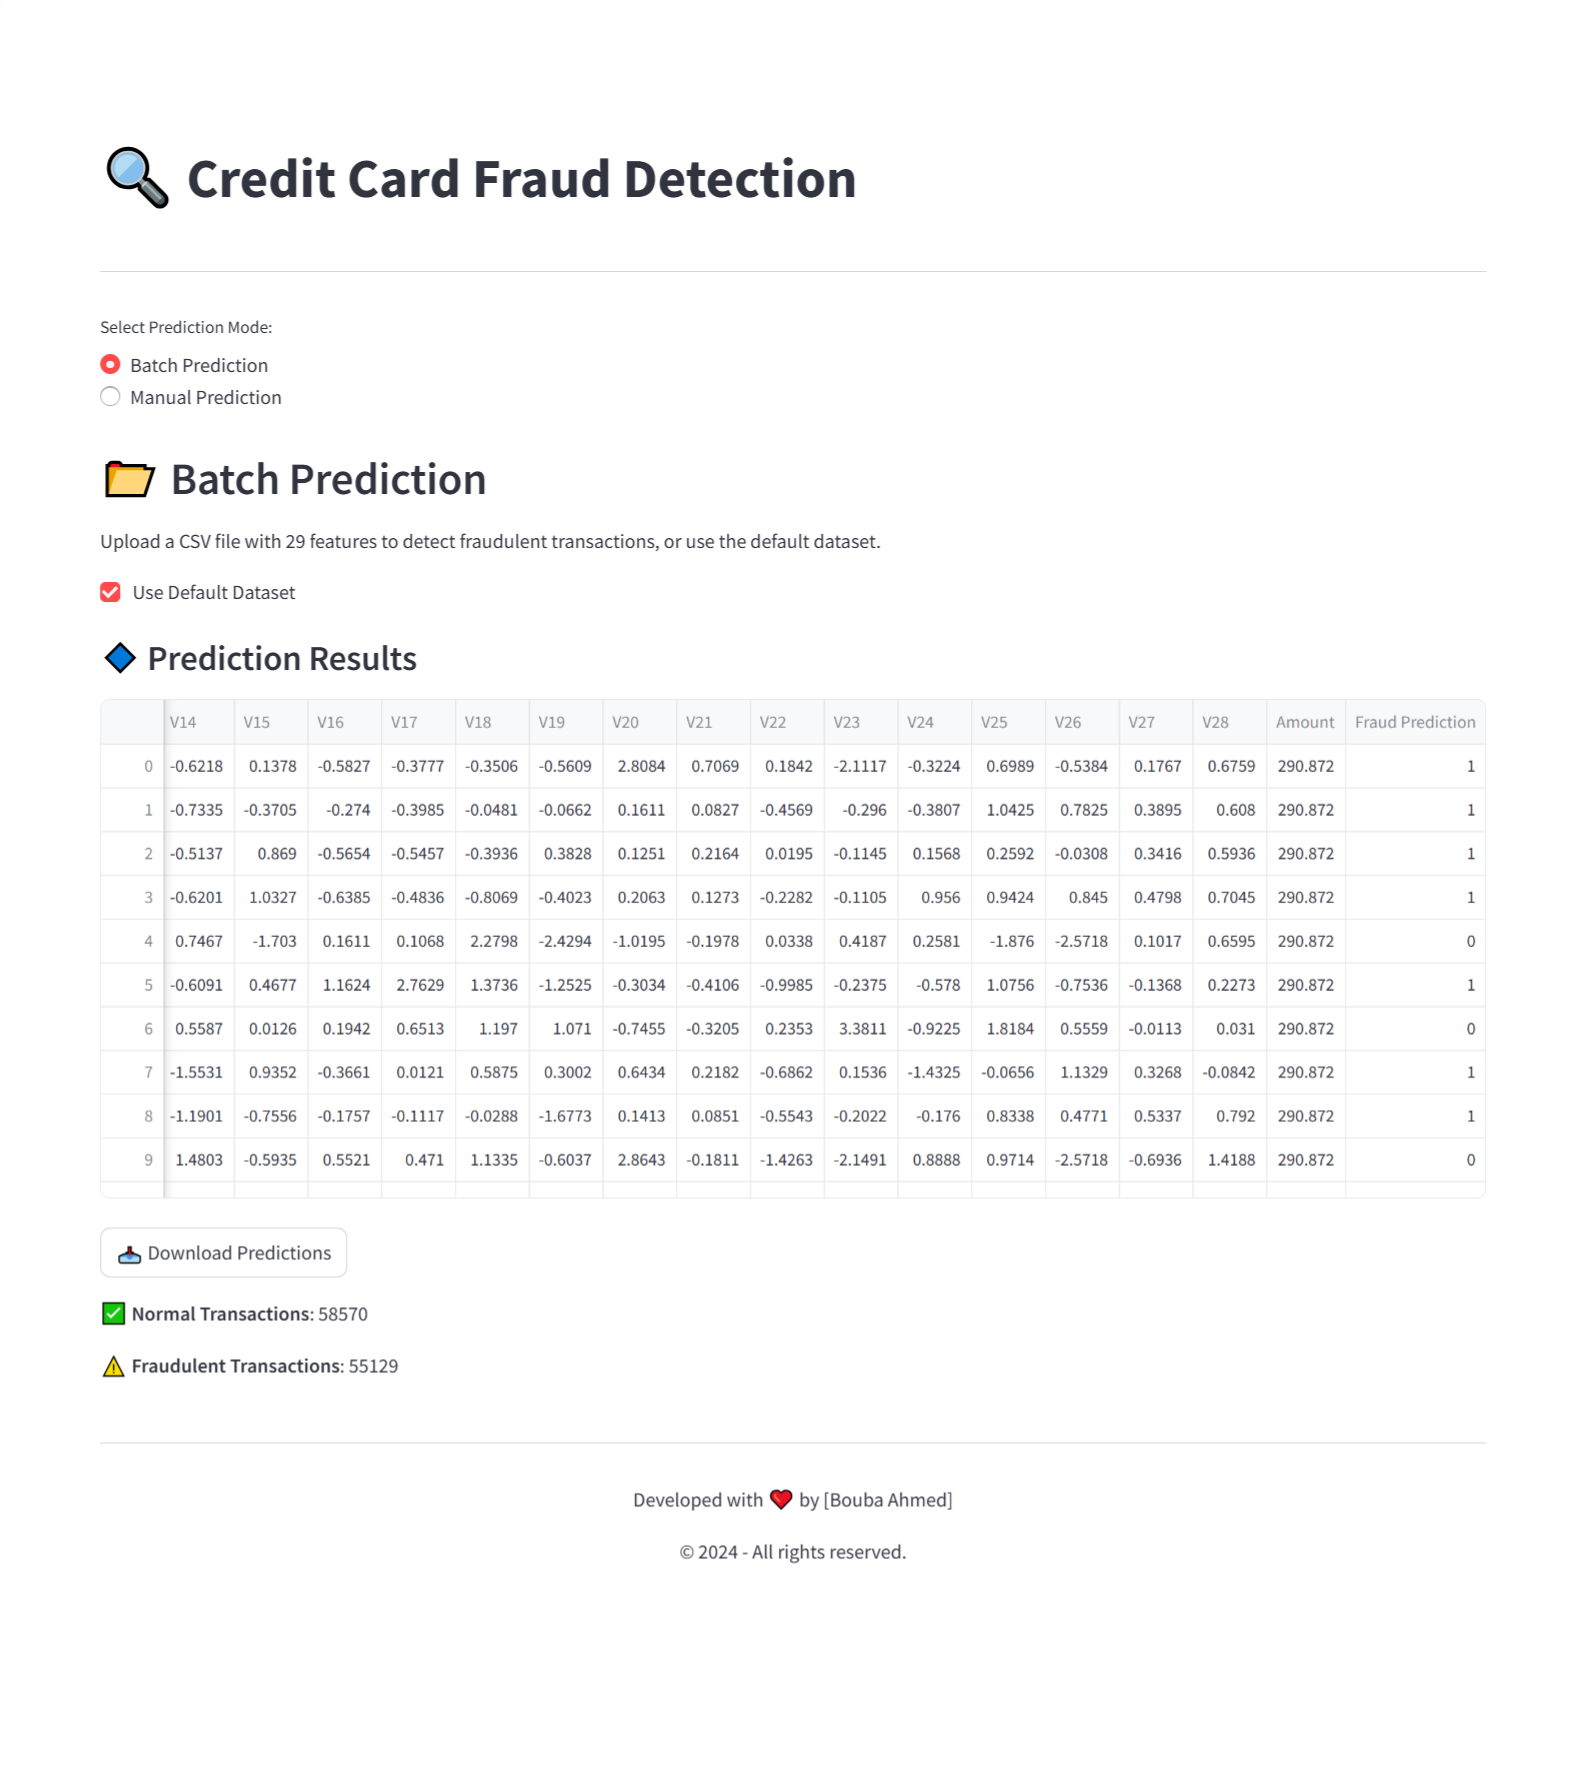 Credit Card Fraud Detection
Select Prediction Mode:
Batch Prediction
Manual Prediction
Batch Prediction
Upload a CSV file with 29 features to detect fraudulent transactions, or use the default dataset.
Use Default Dataset
Prediction Results
V14 V15 V16 V17 V18 V19 V20 V21 V22 V23 V24 V25 V26 V27 V28 Amount Fraud Prediction
0 -0.6218 0.1378 -0.5827 -0.3777 -0.3506 -0.5609 2.8084 0.7069 0.1842 -2.1117 -0.3224 0.6989 -0.5384 0.1767 0.6759 290.872 1
1 -0.7335 -0.3705 -0.274 -0.3985 -0.0481 -0.0662 0.1611 0.0827 -0.4569 -0.296 -0.3807 1.0425 0.7825 0.3895 0.608 290.872 1
2 -0.5137 0.869 -0.5654 -0.5457 -0.3936 0.3828 0.1251 0.2164 0.0195 -0.1145 0.1568 0.2592 -0.0308 0.3416 0.5936 290.872 1
3 -0.6201 1.0327 -0.6385 -0.4836 -0.8069 -0.4023 0.2063 0.1273 -0.2282 -0.1105 0.956 0.9424 0.845 0.4798 0.7045 290.872 1
4 0.7467 -1.703 0.1611 0.1068 2.2798 -2.4294 -1.0195 -0.1978 0.0338 0.4187 0.2581 -1.876 -2.5718 0.1017 0.6595 290.872 0
5 -0.6091 0.4677 1.1624 2.7629 1.3736 -1.2525 -0.3034 -0.4106 -0.9985 -0.2375 -0.578 1.0756 -0.7536 -0.1368 0.2273 290.872 1
6 0.5587 0.0126 0.1942 0.6513 1.197 1.071 -0.7455 -0.3205 0.2353 3.3811 -0.9225 1.8184 0.5559 -0.0113 0.031 290.872 0
7 -1.5531 0.9352 -0.3661 0.0121 0.5875 0.3002 0.6434 0.2182 -0.6862 0.1536 -1.4325 -0.0656 1.1329 0.3268 -0.0842 290.872 1
8 -1.1901 -0.7556 -0.1757 -0.1117 -0.0288 -1.6773 0.1413 0.0851 -0.5543 -0.2022 -0.176 0.8338 0.4771 0.5337 0.792 290.872 1
9 1.4803 -0.5935 0.5521 0.471 1.1335 -0.6037 2.8643 -0.1811 -1.4263 -2.1491 0.8888 0.9714 -2.5718 -0.6936 1.4188 290.872 0
Download Predictions
Normal Transactions: 58570
Fraudulent Transactions: 55129
Developed with ❤️ by [Bouba Ahmed]
© 2024 - All rights reserved.